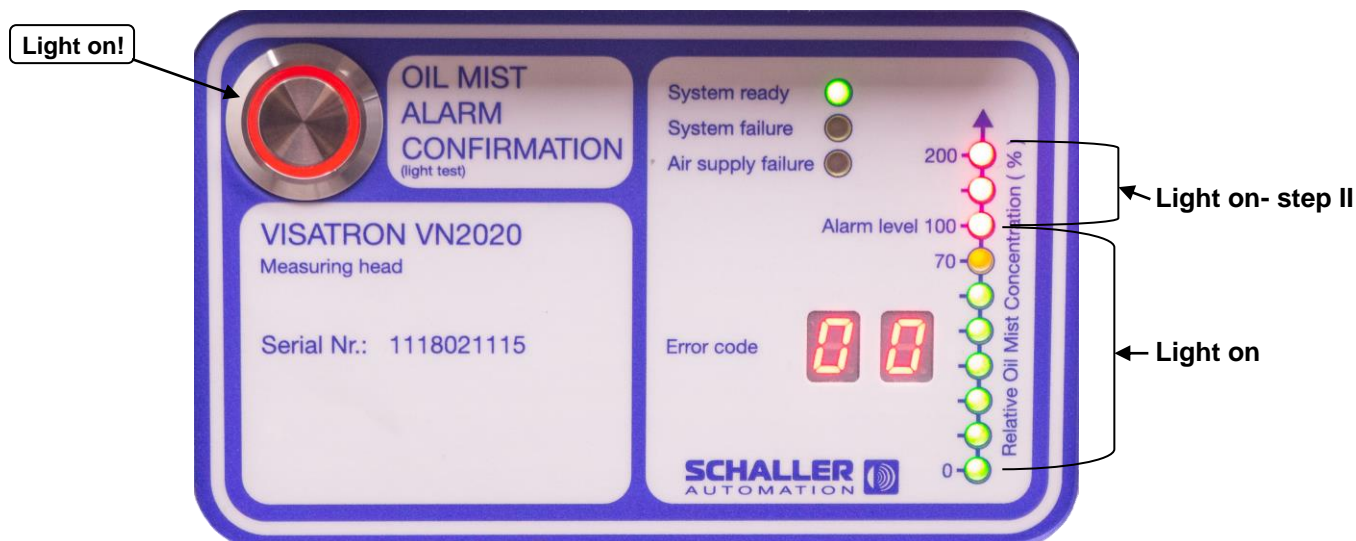 Light on!
OIL MIST
ALARM
CONFIRMATION
(light test)
VISATRON VN2020
Measuring head
Serial Nr.: 1118021115
System ready
System failure
Air supply failure
200
Alarm level 100
70
0
Relative Oil Mist Concentration ( % )
Error code
0 0
SCHALLER
AUTOMATION
Light on- step II
Light on